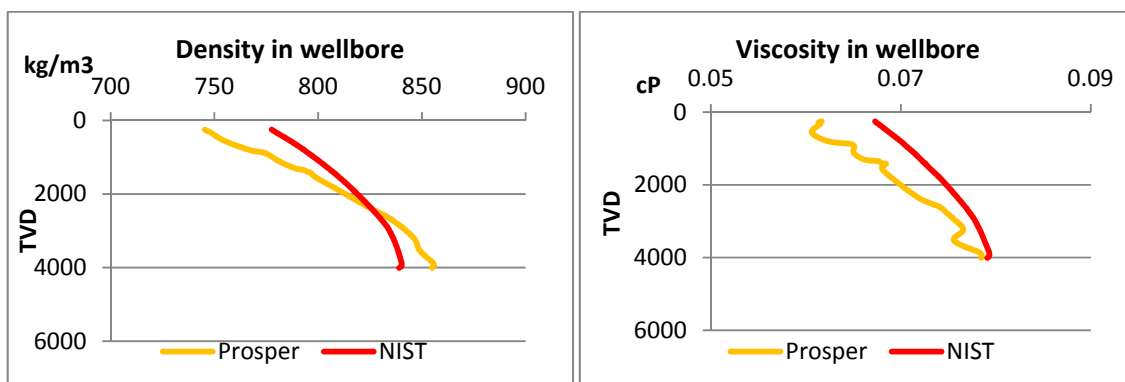 Density in wellbore
kg/m3
700 750 800 850 900
0
2000
4000
6000
TVD
Prosper NIST
Viscosity in wellbore
cP
0.05 0.07 0.09
0
2000
4000
6000
TVD
Prosper NIST